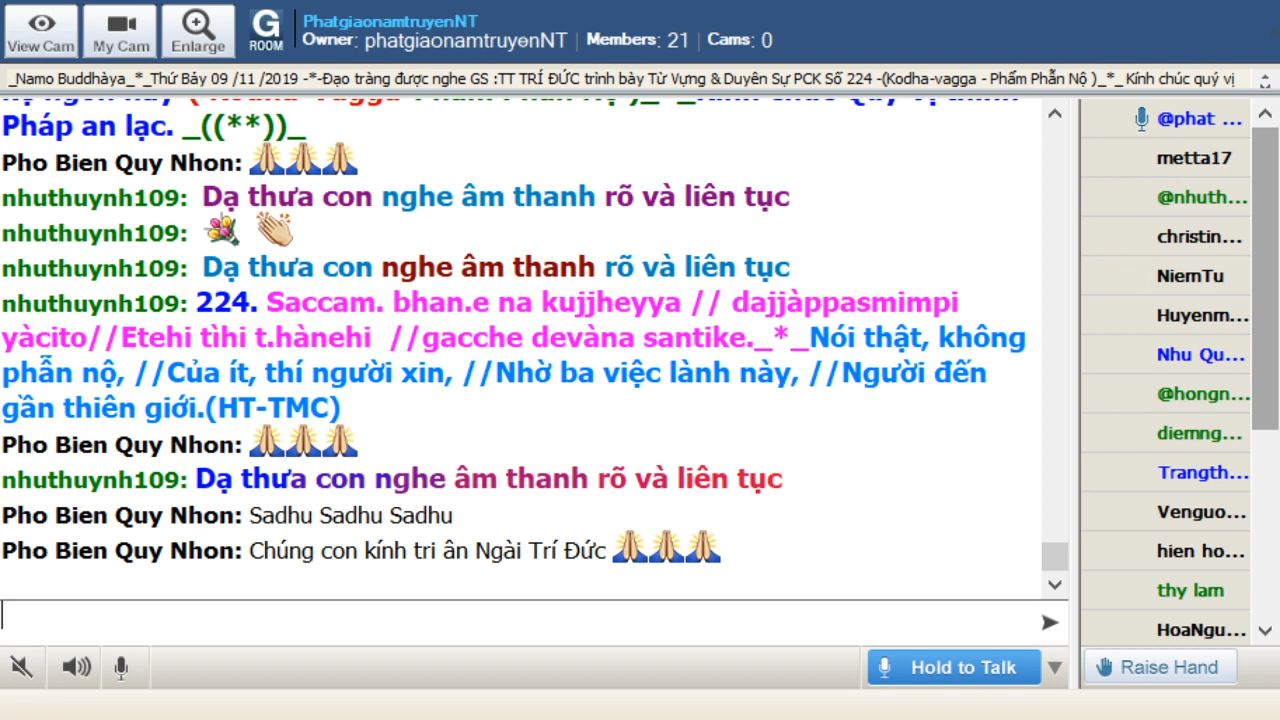 View Cam
My Cam
Enlarge
G
ROOM
PhatgiaonamtruyenNT
Owner: phatgiaonamtruyenNT | Members: 21 | Cams: 0
_Namo Buddhàya_*_Thứ Bảy 09 /11 /2019 -*-Đạo tràng được nghe GS :TT TRÍ ĐỨC trình bày Từ Vựng & Duyên Sự PCK Số 224 -(Kodha-vagga - Phẩm Phẫn Nộ )_*_ Kính chúc quý vị
Pháp an lạc. _((**))_
Pho Bien Quy Nhon:
nhuthuynh109: Dạ thưa con nghe âm thanh rõ và liên tục
nhuthuynh109:
nhuthuynh109: Dạ thưa con nghe âm thanh rõ và liên tục
nhuthuynh109: 224. Saccam. bhan.e na kujjheyya // dajjàppasmimpi
yàcito//Etehi tìhi t.hànehi //gacche devàna santike._*_Nói thật, không
phẫn nộ, //Của ít, thí người xin, //Nhờ ba việc lành này, //Người đến
gần thiên giới.(HT-TMC)
Pho Bien Quy Nhon:
nhuthuynh109: Dạ thưa con nghe âm thanh rõ và liên tục
Pho Bien Quy Nhon: Sadhu Sadhu Sadhu
Pho Bien Quy Nhon: Chúng con kính tri ân Ngài Trí Đức
@phat ...
metta17
@nhuth...
christin...
NiemTu
Huyenm...
Nhu Qu...
@hongn...
diemng...
Trangth...
Venguo...
hien ho...
thy lam
HoaNgu...
Hold to Talk
Raise Hand